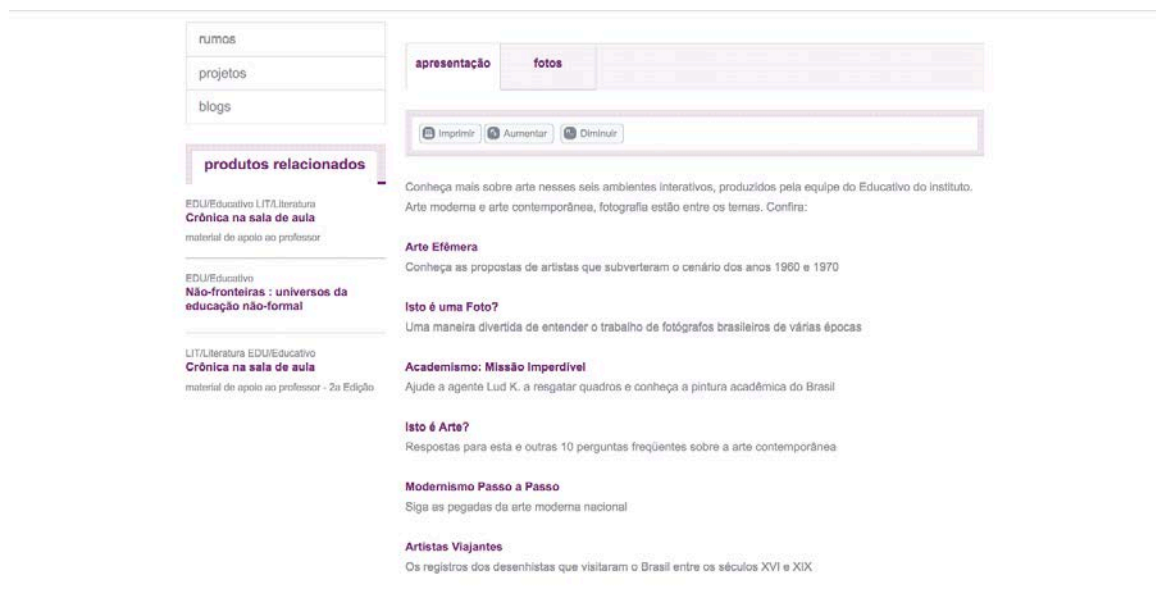 rumos
projetos
blogs
produtos relacionados
EDU/Educativo LIT/Literatura
Crônica na sala de aula
material de apoio ao professor
EDU/Educativo
Não-fronteiras : universos da
educação não-formal
LIT/Literatura EDU/Educativo
Crônica na sala de aula
material de apoio ao professor - 2a Edição
apresentação
fotos
Imprimir
Aumentar
Diminuir
Conheça mais sobre arte nesses seis ambientes interativos, produzidos pela equipe do Educativo do instituto.
Arte moderna e arte contemporânea, fotografia estão entre os temas. Confira:
Arte Efêmera
Conheça as propostas de artistas que subverteram o cenário dos anos 1960 e 1970
Isto é uma Foto?
Uma maneira divertida de entender o trabalho de fotógrafos brasileiros de várias épocas
Academismo: Missão Imperdível
Ajude a agente Lud K. a resgatar quadros e conheça a pintura acadêmica do Brasil
Isto é Arte?
Respostas para esta e outras 10 perguntas freqüentes sobre a arte contemporânea
Modernismo Passo a Passo
Siga as pegadas da arte moderna nacional
Artistas Viajantes
Os registros dos desenhistas que visitaram o Brasil entre os séculos XVI e XIX